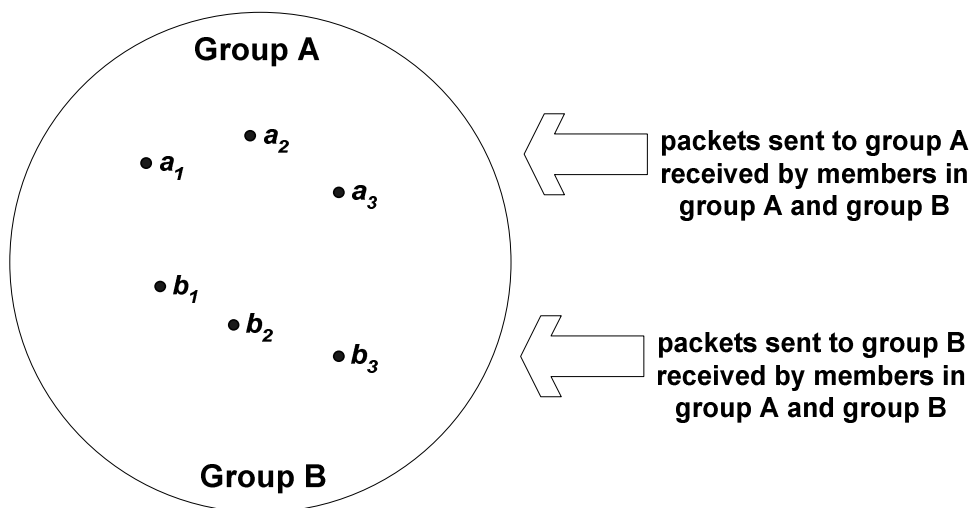 Group A
a2
a1
a3
packets sent to group A
received by members in
group A and group B
b1
b2
b3
packets sent to group B
received by members in
group A and group B
Group B